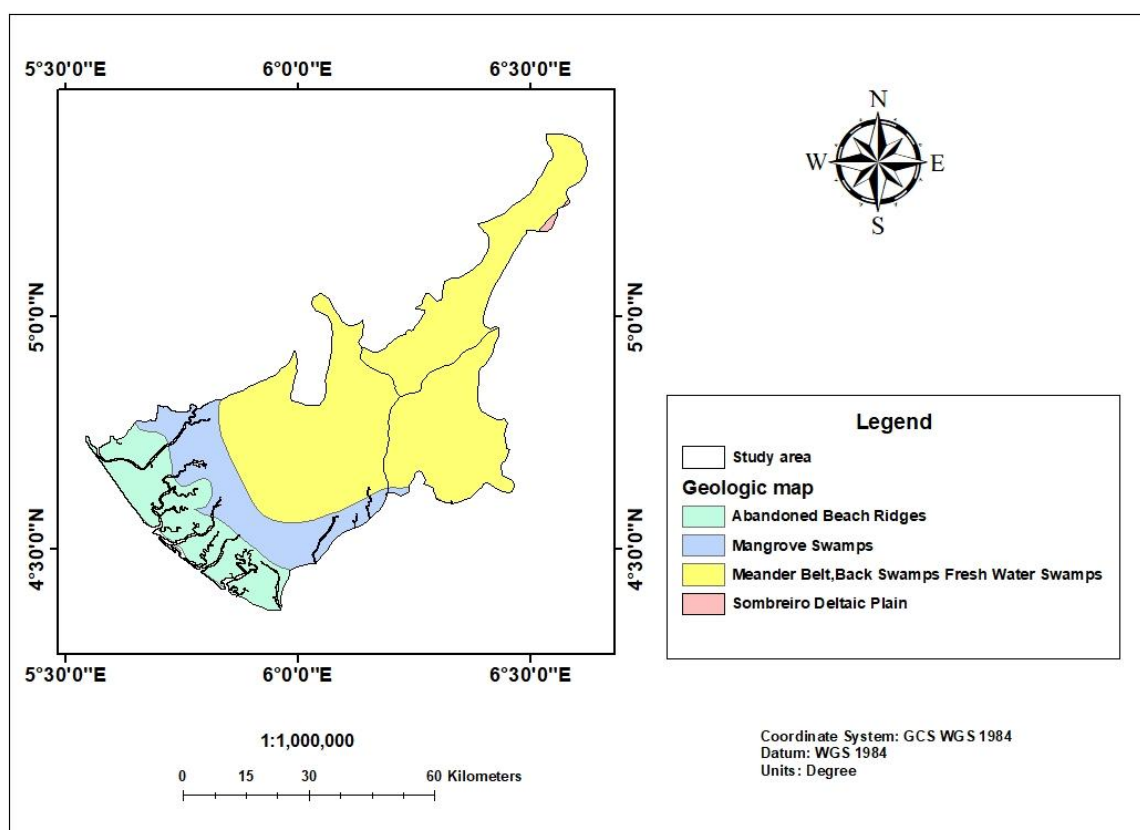 5°30'0"E 6°0'0"E 6°30'0"E
N
W E
S
5°0'0"N 5°0'0"N
4°30'0"N 4°30'0"N
5°30'0"E 6°0'0"E 6°30'0"E
Legend
Study area
Geologic map
Abandoned Beach Ridges
Mangrove Swamps
Meander Belt,Back Swamps Fresh Water Swamps
Sombreiro Deltaic Plain
1:1,000,000
0 15 30 60 Kilometers
Coordinate System: GCS WGS 1984
Datum: WGS 1984
Units: Degree